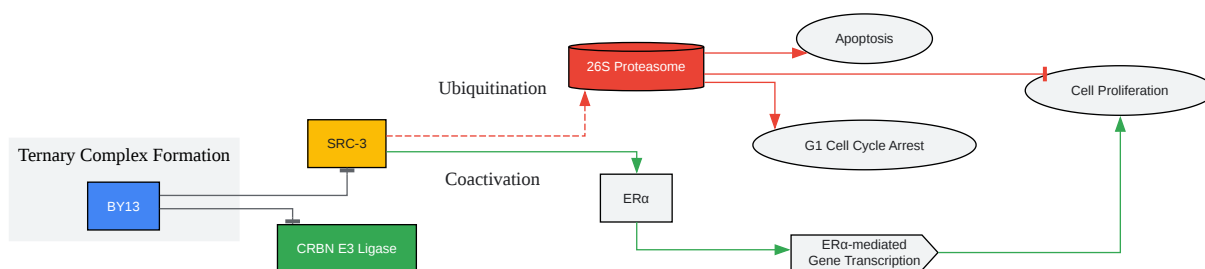 Apoptosis
26S Proteasome
Ubiquitination
Cell Proliferation
SRC-3
G1 Cell Cycle Arrest
Ternary Complex Formation
Coactivation
BY13
ERα
CRBN E3 Ligase
ERα-mediated
Gene Transcription